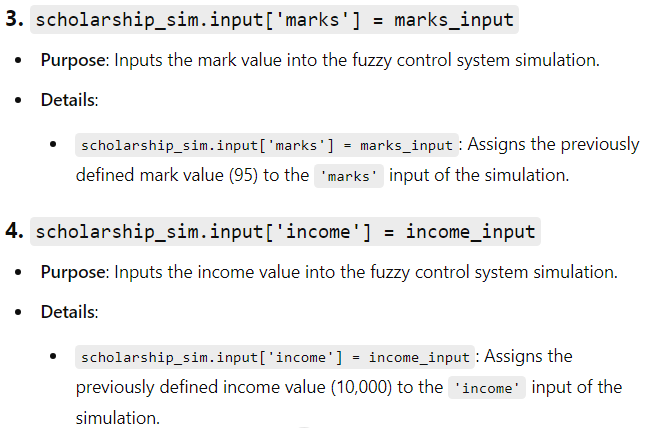 3. scholarship_sim.input['marks'] = marks_input
• Purpose: Inputs the mark value into the fuzzy control system simulation.
• Details:
• scholarship_sim.input['marks'] = marks_input : Assigns the previously
defined mark value (95) to the 'marks' input of the simulation.
4. scholarship_sim.input['income'] = income_input
• Purpose: Inputs the income value into the fuzzy control system simulation.
• Details:
• scholarship_sim.input['income'] = income_input : Assigns the
previously defined income value (10,000) to the 'income' input of the
simulation.